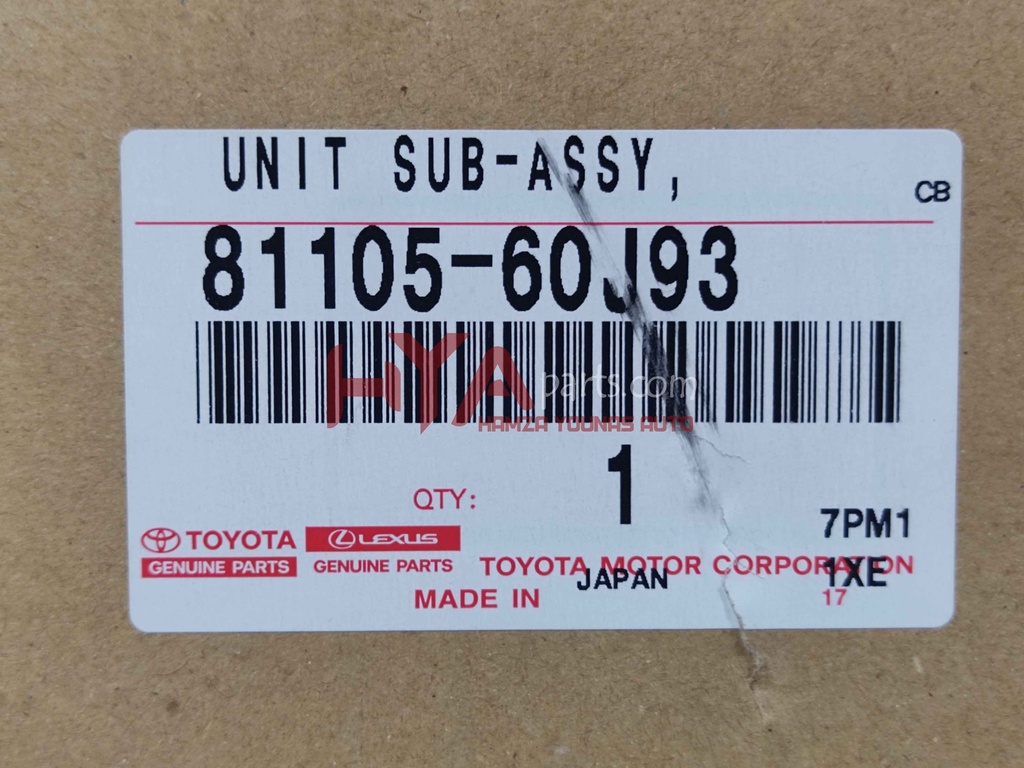 UNIT SUB-ASSY,
CB
81105-60J93
HYAparts.com
HAMZA YOUNAS AUTO
QTY: 1
7PM1
TOYOTA LEXUS
GENUINE PARTS GENUINE PARTS TOYOTA MOTOR CORPORATION
1XE
MADE IN JAPAN
17